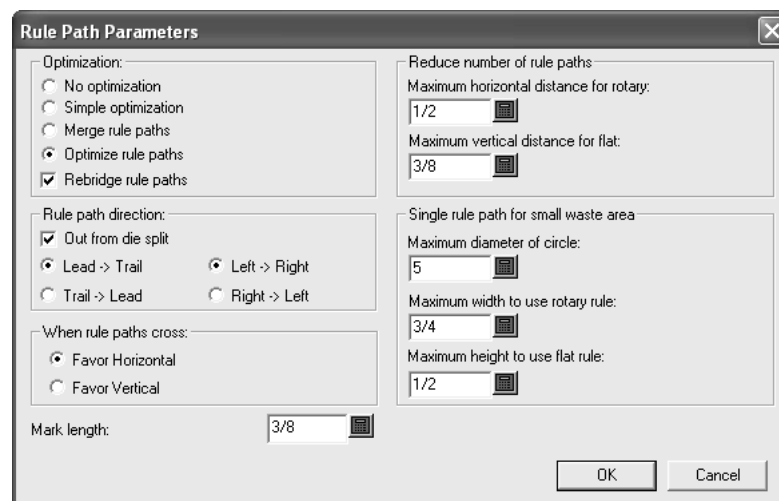 Rule Path Parameters
Optimization:
No optimization
Simple optimization
Merge rule paths
Optimize rule paths
Rebridge rule paths
Rule path direction:
Out from die split
Lead -> Trail
Left -> Right
Trail -> Lead
Right -> Left
When rule paths cross:
Favor Horizontal
Favor Vertical
Mark length:
3/8
Reduce number of rule paths
Maximum horizontal distance for rotary:
1/2
Maximum vertical distance for flat:
3/8
Single rule path for small waste area
Maximum diameter of circle:
5
Maximum width to use rotary rule:
3/4
Maximum height to use flat rule:
1/2
OK
Cancel